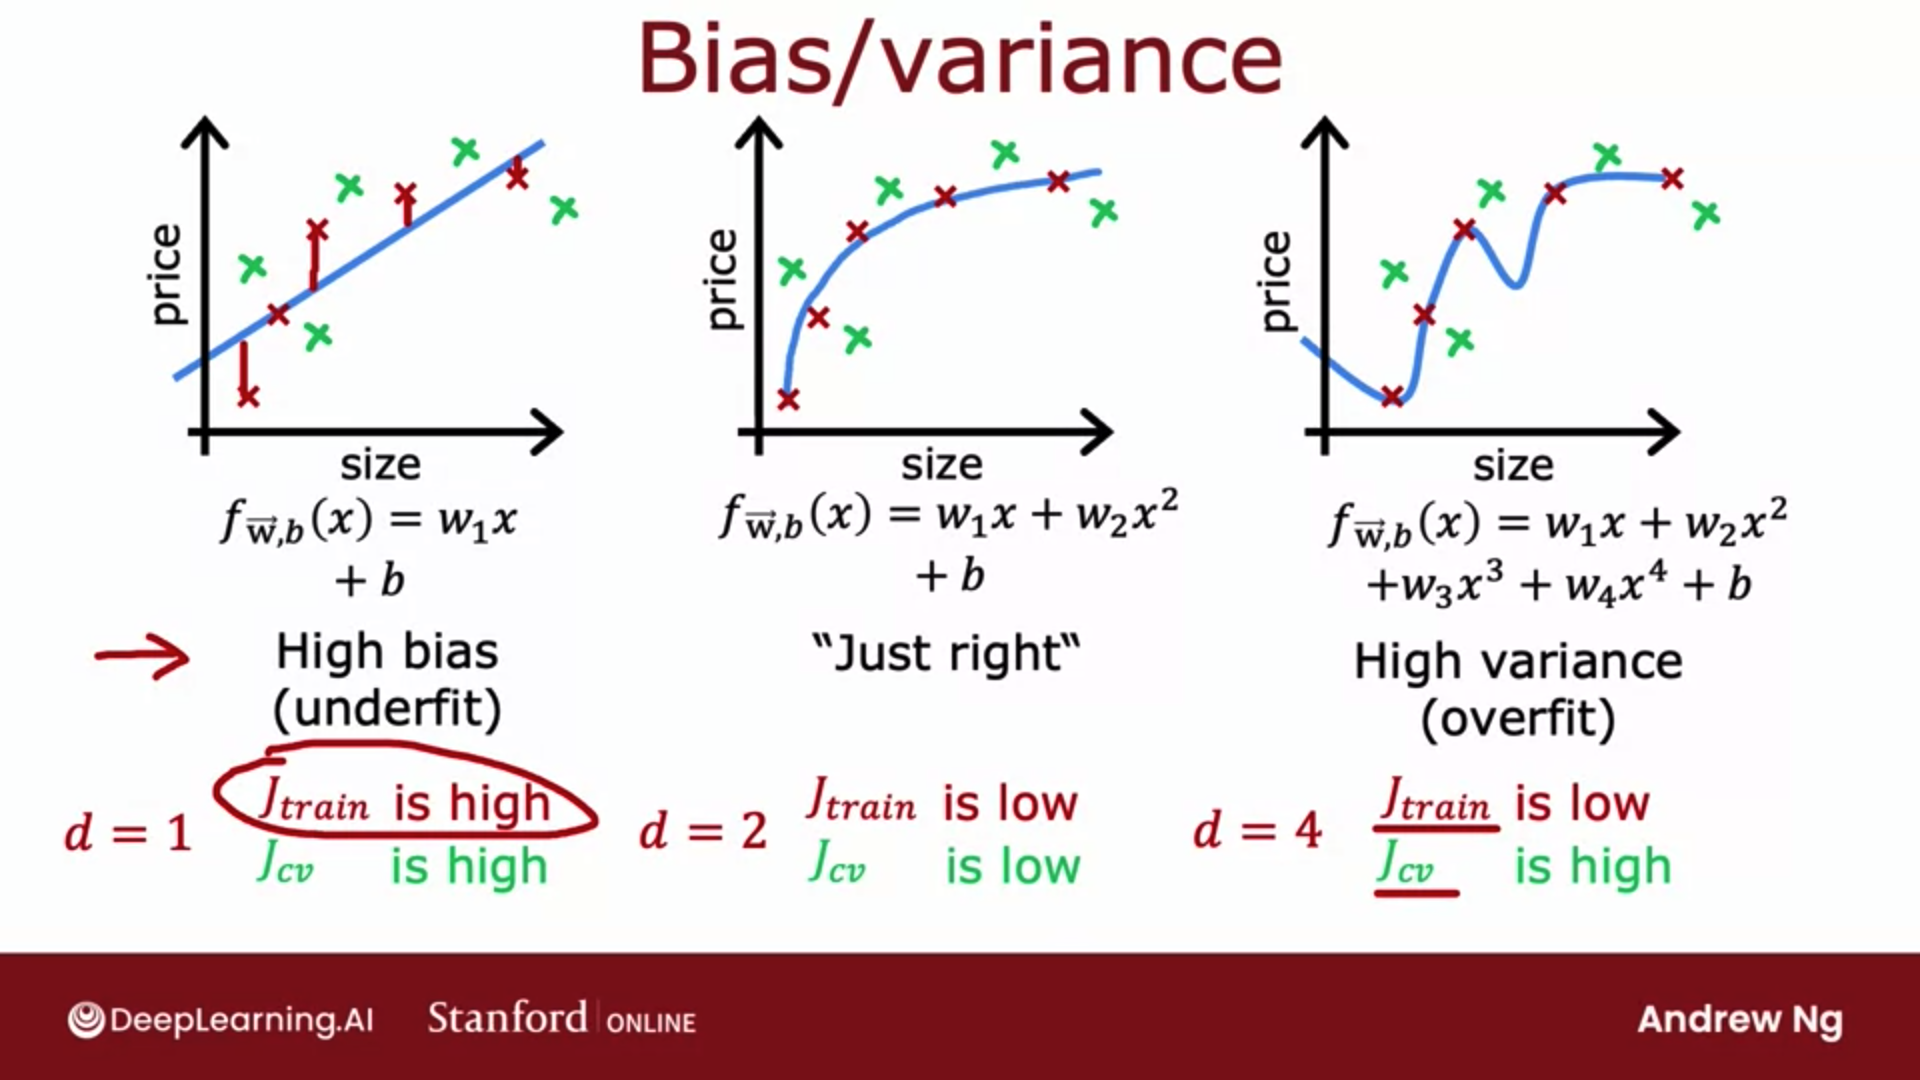 Bias/variance
price
size
price
size
price
size
f_{\vec{w},b}(x) = w_1x
+ b
f_{\vec{w},b}(x) = w_1x + w_2x^2
+ b
f_{\vec{w},b}(x) = w_1x + w_2x^2
+w_3x^3 + w_4x^4 + b
High bias
(underfit)
“Just right“
High variance
(overfit)
d = 1
J_{train} is high
J_{cv} is high
d = 2
J_{train} is low
J_{cv} is low
d = 4
J_{train} is low
J_{cv} is high
DeepLearning.AI
Stanford | ONLINE
Andrew Ng